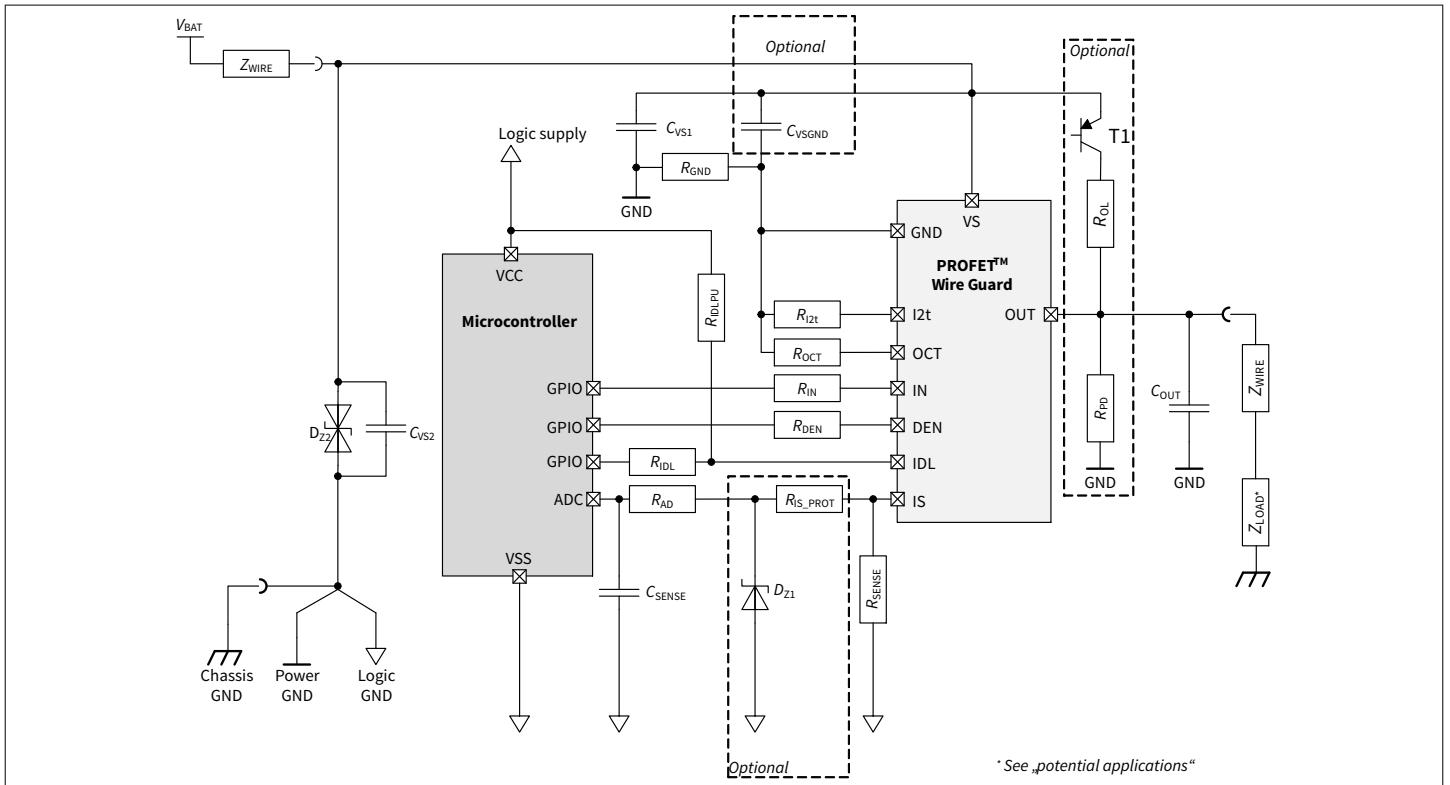 VBAT
ZWIRE
Optional
Optional
CVS1
CVSGND
T1
Logic supply
RGND
GND
ROL
VS
GND
PROFET™
Wire Guard
VCC
RIDLPU
Microcontroller
RI2t
I2t
OUT
ROCT
OCT
GPIO
RIN
IN
ZWIRE
RPD
COUT
DZ2
CVS2
GPIO
RDEN
DEN
GPIO
RIDL
IDL
GND
GND
ADC
RAD
RIS_PROT
IS
ZLOAD*
VSS
CSENSE
DZ1
RSENSE
Chassis
GND
Power
GND
Logic
GND
Optional
* See „potential applications“